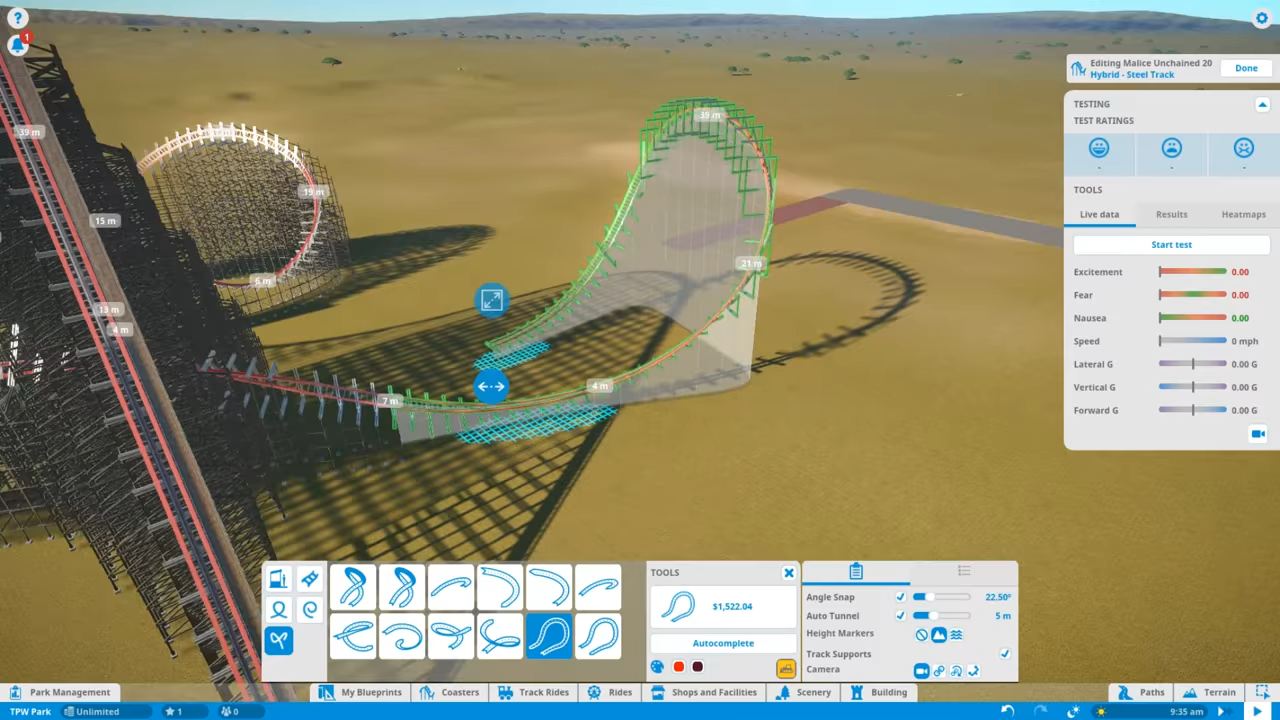 ?
1
Editing Malice Unchained 20
Hybrid - Steel Track
Done
TESTING
TEST RATINGS
-
-
-
TOOLS
Live data
Results
Heatmaps
Start test
Excitement 0.00
Fear 0.00
Nausea 0.00
Speed 0 mph
Lateral G 0.00 G
Vertical G 0.00 G
Forward G 0.00 G
39 m
39 m
19 m
15 m
21 m
6 m
13 m
4 m
4 m
7 m
TOOLS
$1,522.04
Autocomplete
Angle Snap 22.50°
Auto Tunnel 5 m
Height Markers
Track Supports
Camera
Park Management
My Blueprints
Coasters
Track Rides
Rides
Shops and Facilities
Scenery
Building
Paths
Terrain
TPW Park
Unlimited
1
0
9:35 am